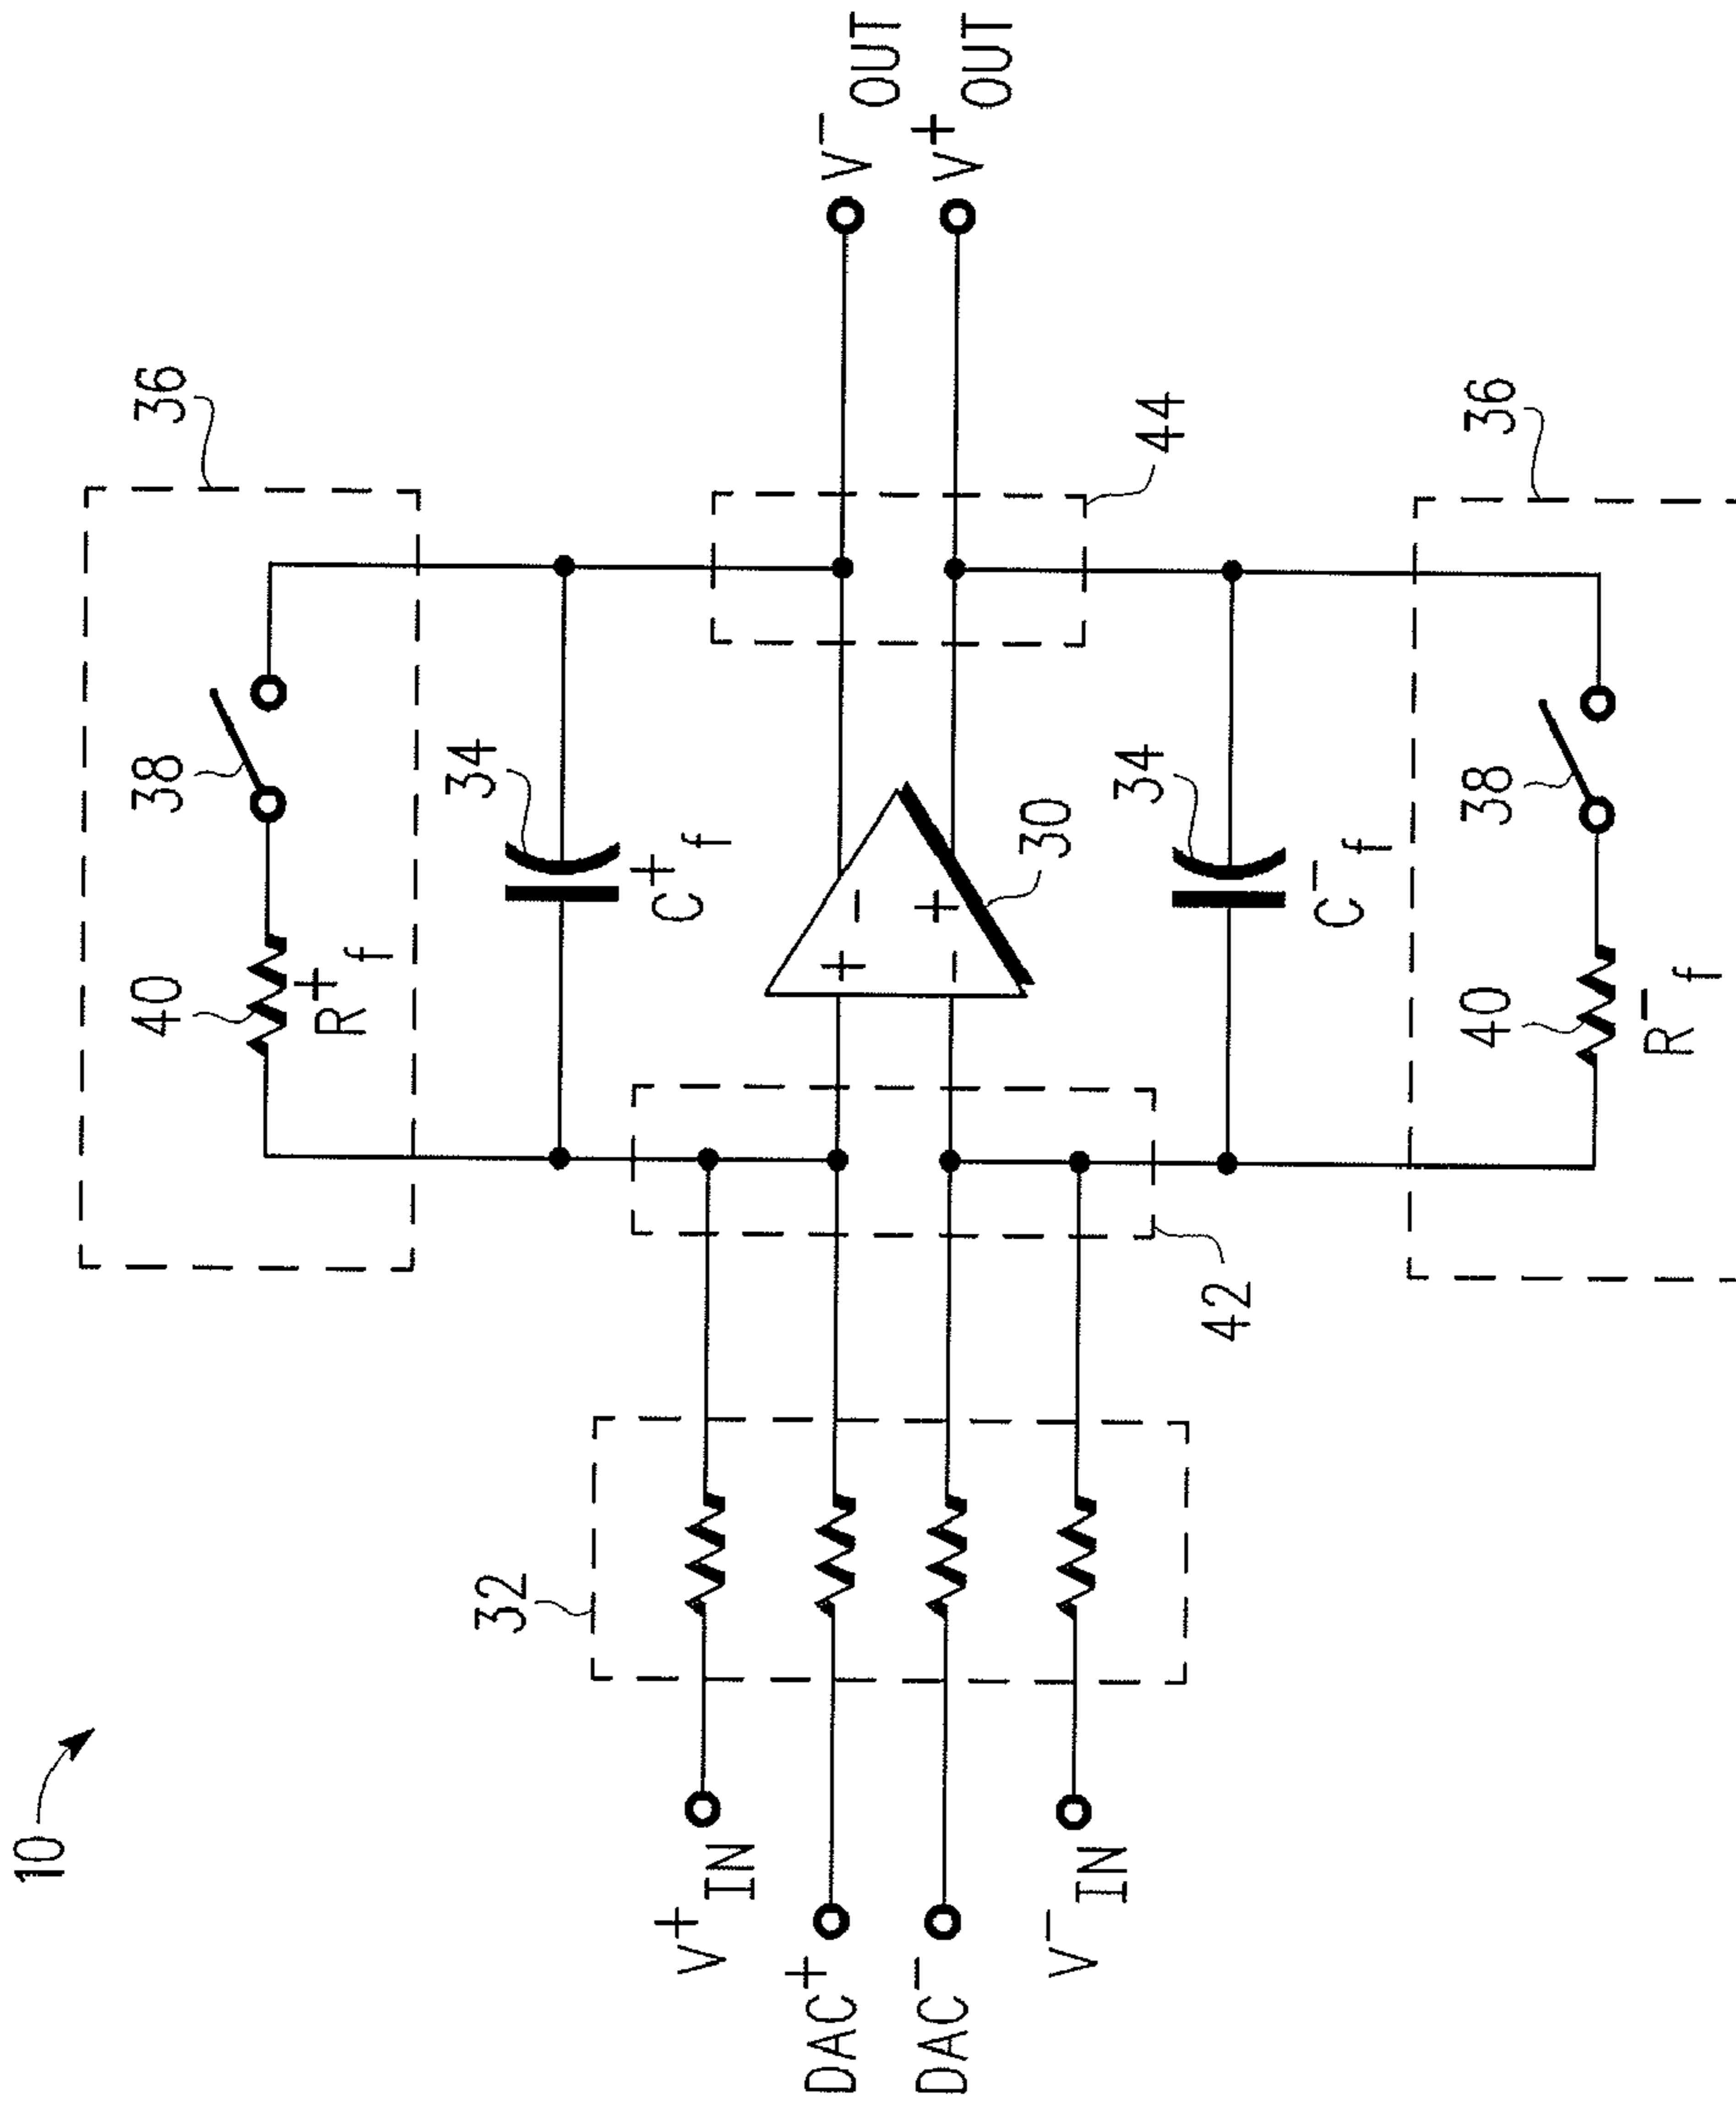 10
36
38
40
R+f
34
C+f
V-OUT
V+OUT
44
+ -
- +
30
32
42
V+IN
DAC+
DAC-
V-IN
34
C-f
36
38
40
R-f